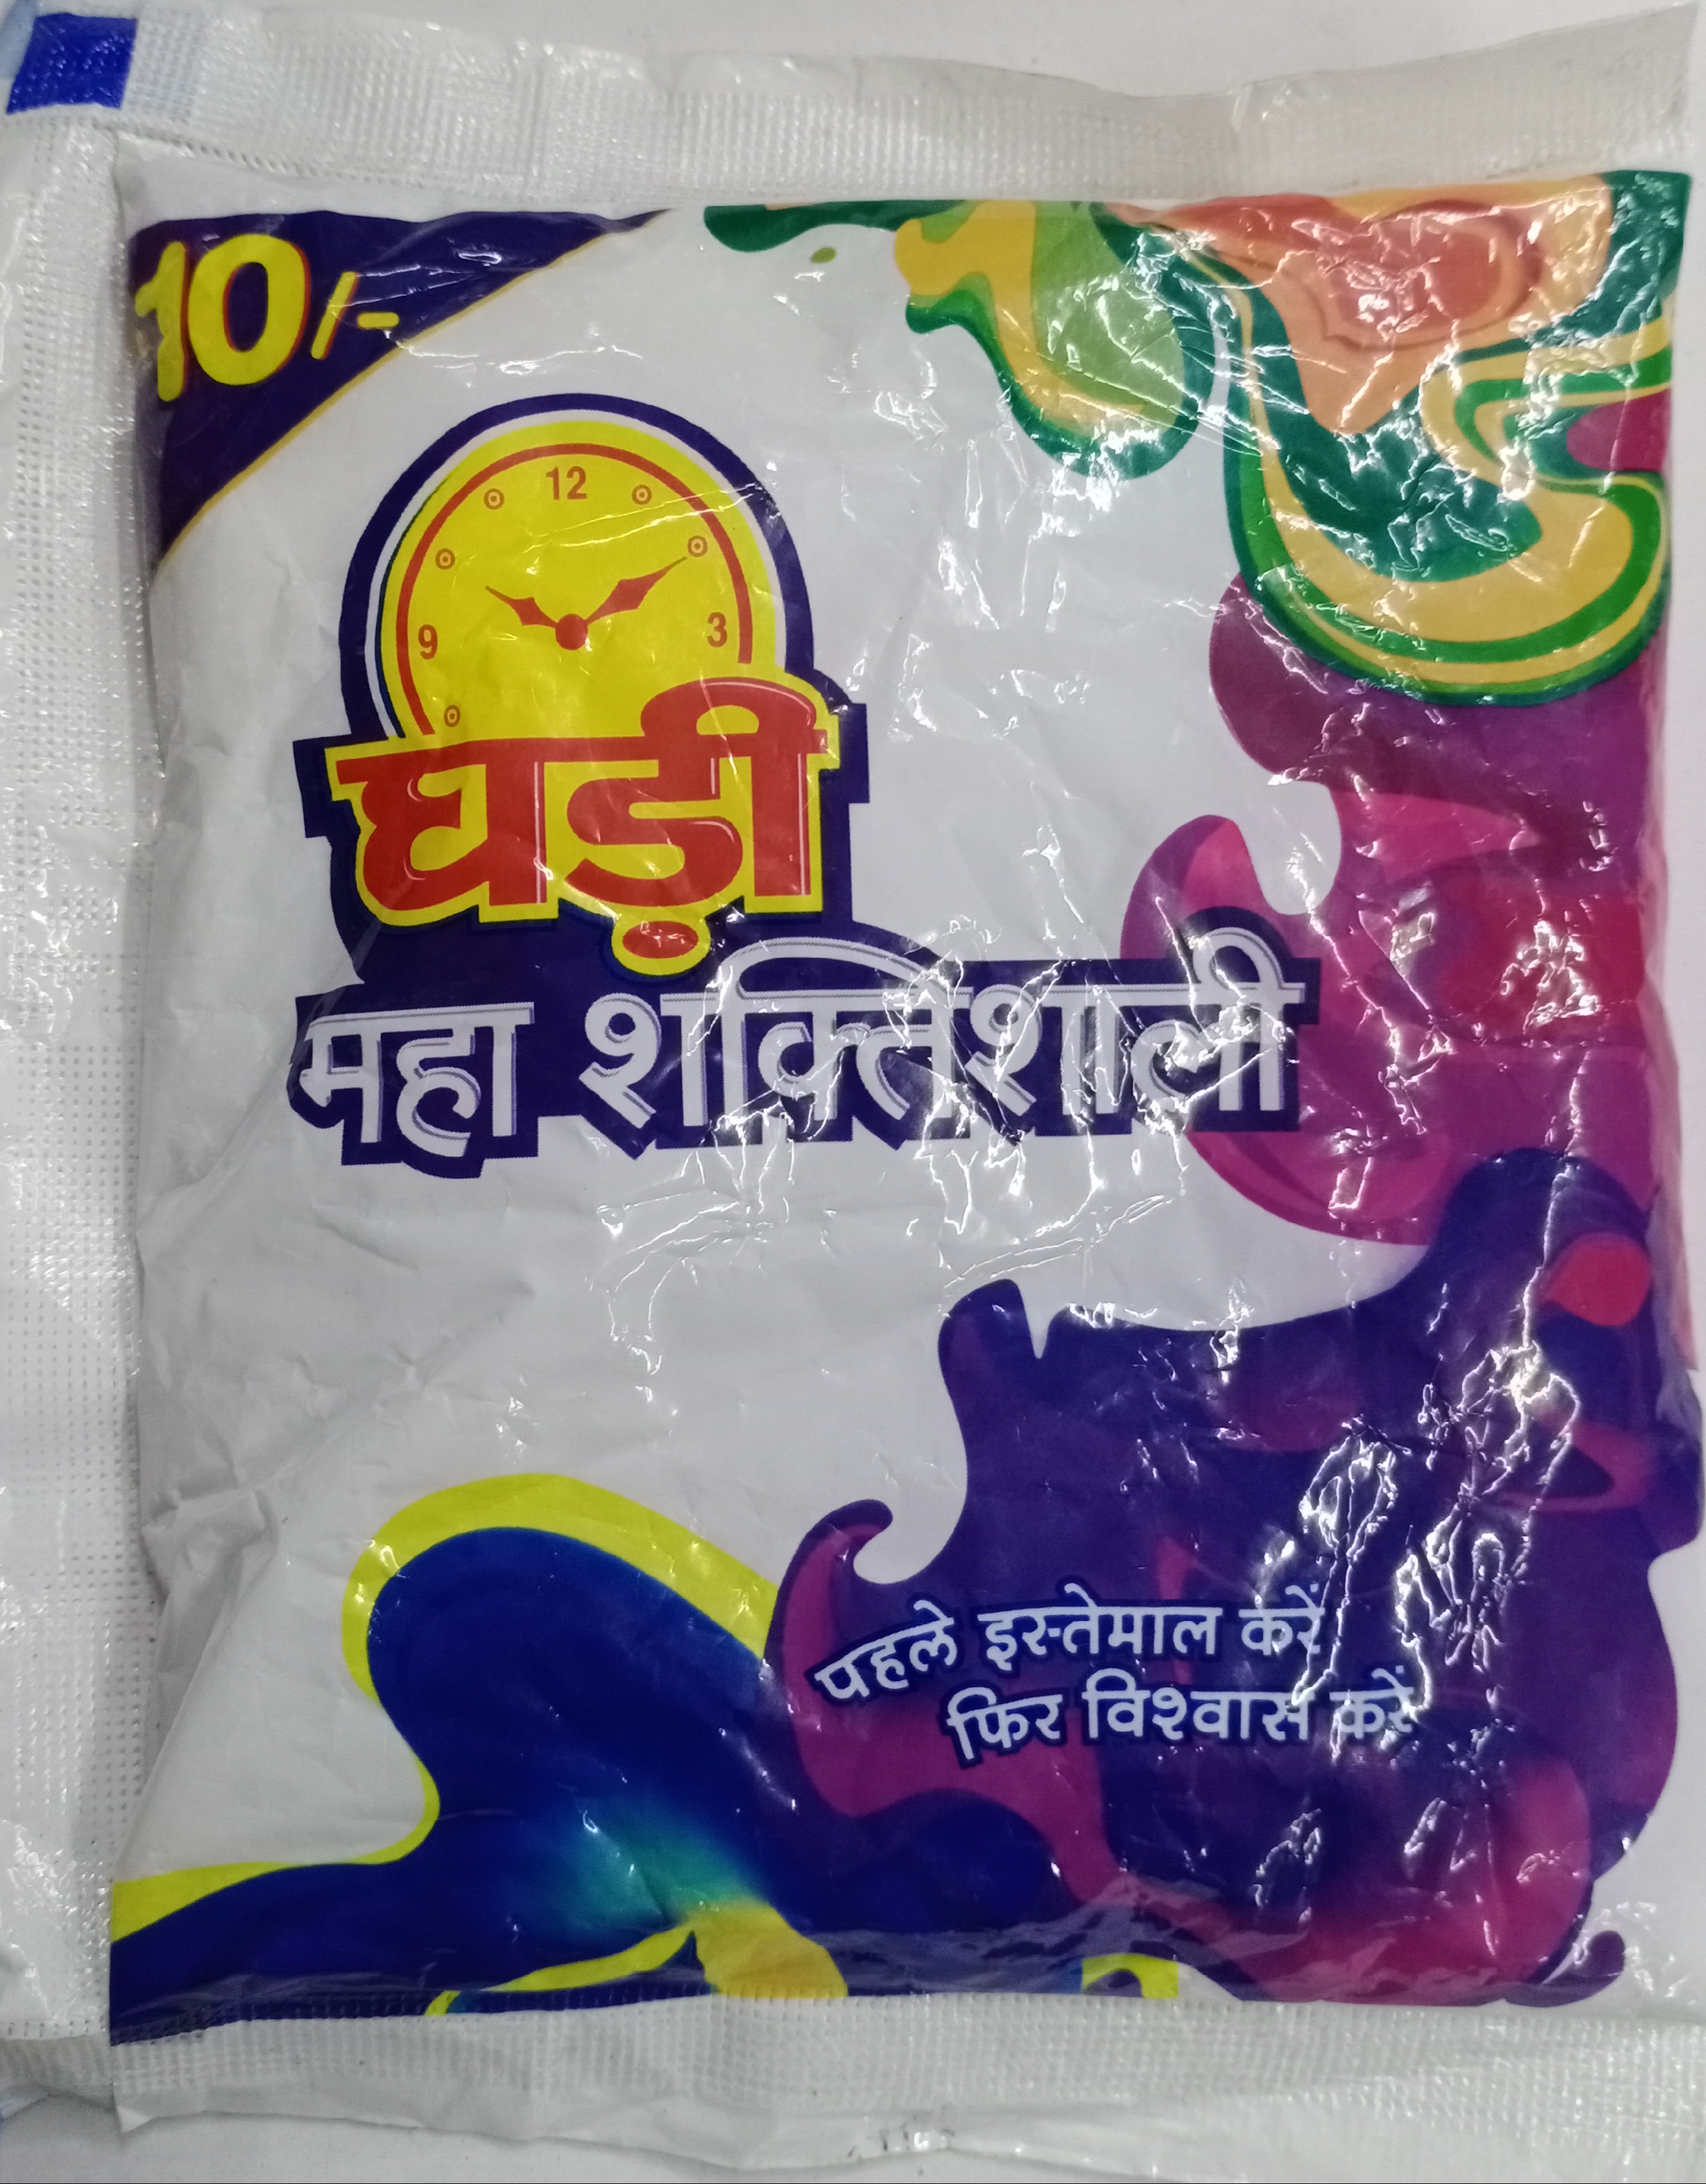 10/-
12
9 3
घड़ी
महा शक्तिशाली
पहले इस्तेमाल करें
फिर विश्वास करें